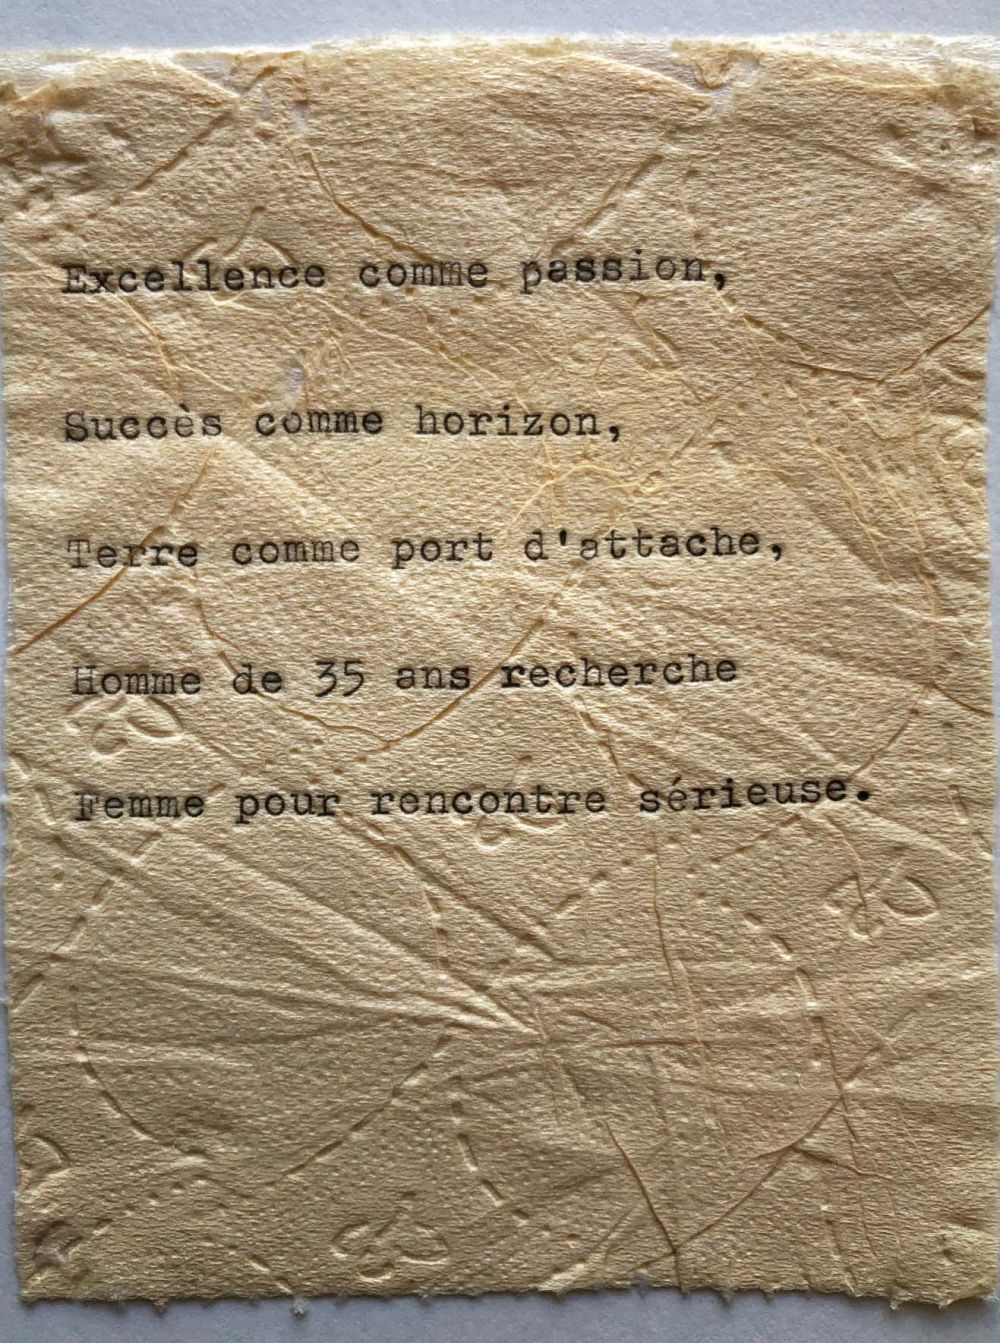 Excellence comme passion,
Succès comme horizon,
Terre comme port d'attache,
Homme de 35 ans recherche
Femme pour rencontre sérieuse.